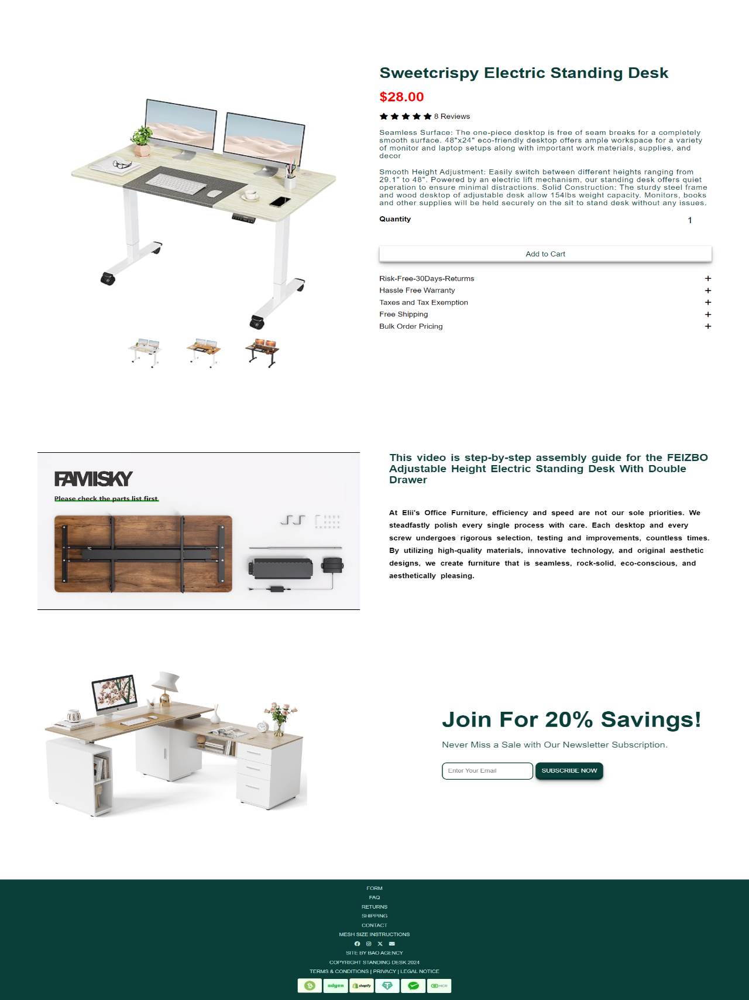 Sweetcrispy Electric Standing Desk
$28.00
8 Reviews
Seamless Surface: The one-piece desktop is free of seam breaks for a completely
smooth surface. 48"x24" eco-friendly desktop offers ample workspace for a variety
of monitor and laptop setups along with important work materials, supplies, and
decor
Smooth Height Adjustment: Easily switch between different heights ranging from
29.1" to 48". Powered by an electric lift mechanism, our standing desk offers quiet
operation to ensure minimal distractions. Solid Construction: The sturdy steel frame
and wood desktop of adjustable desk allow 154lbs weight capacity. Monitors, books
and other supplies will be held securely on the sit to stand desk without any issues.
Quantity 1
Add to Cart
Risk-Free-30Days-Returms +
Hassle Free Warranty +
Taxes and Tax Exemption +
Free Shipping +
Bulk Order Pricing +
FAMISKY
Please check the parts list first
This video is step-by-step assembly guide for the FEIZBO
Adjustable Height Electric Standing Desk With Double
Drawer
At Elii's Office Furniture, efficiency and speed are not our sole priorities. We
steadfastly polish every single process with care. Each desktop and every
screw undergoes rigorous selection, testing and improvements, countless times.
By utilizing high-quality materials, innovative technology, and original aesthetic
designs, we create furniture that is seamless, rock-solid, eco-conscious, and
aesthetically pleasing.
Join For 20% Savings!
Never Miss a Sale with Our Newsletter Subscription.
Enter Your Email
SUBSCRIBE NOW
FORM
FAQ
RETURNS
SHIPPING
CONTACT
MESH SIZE INSTRUCTIONS
SITE BY BAO AGENCY
COPYRIGHT STANDING DESK 2024
TERMS & CONDITIONS | PRIVACY | LEGAL NOTICE
adyen shopify NCR